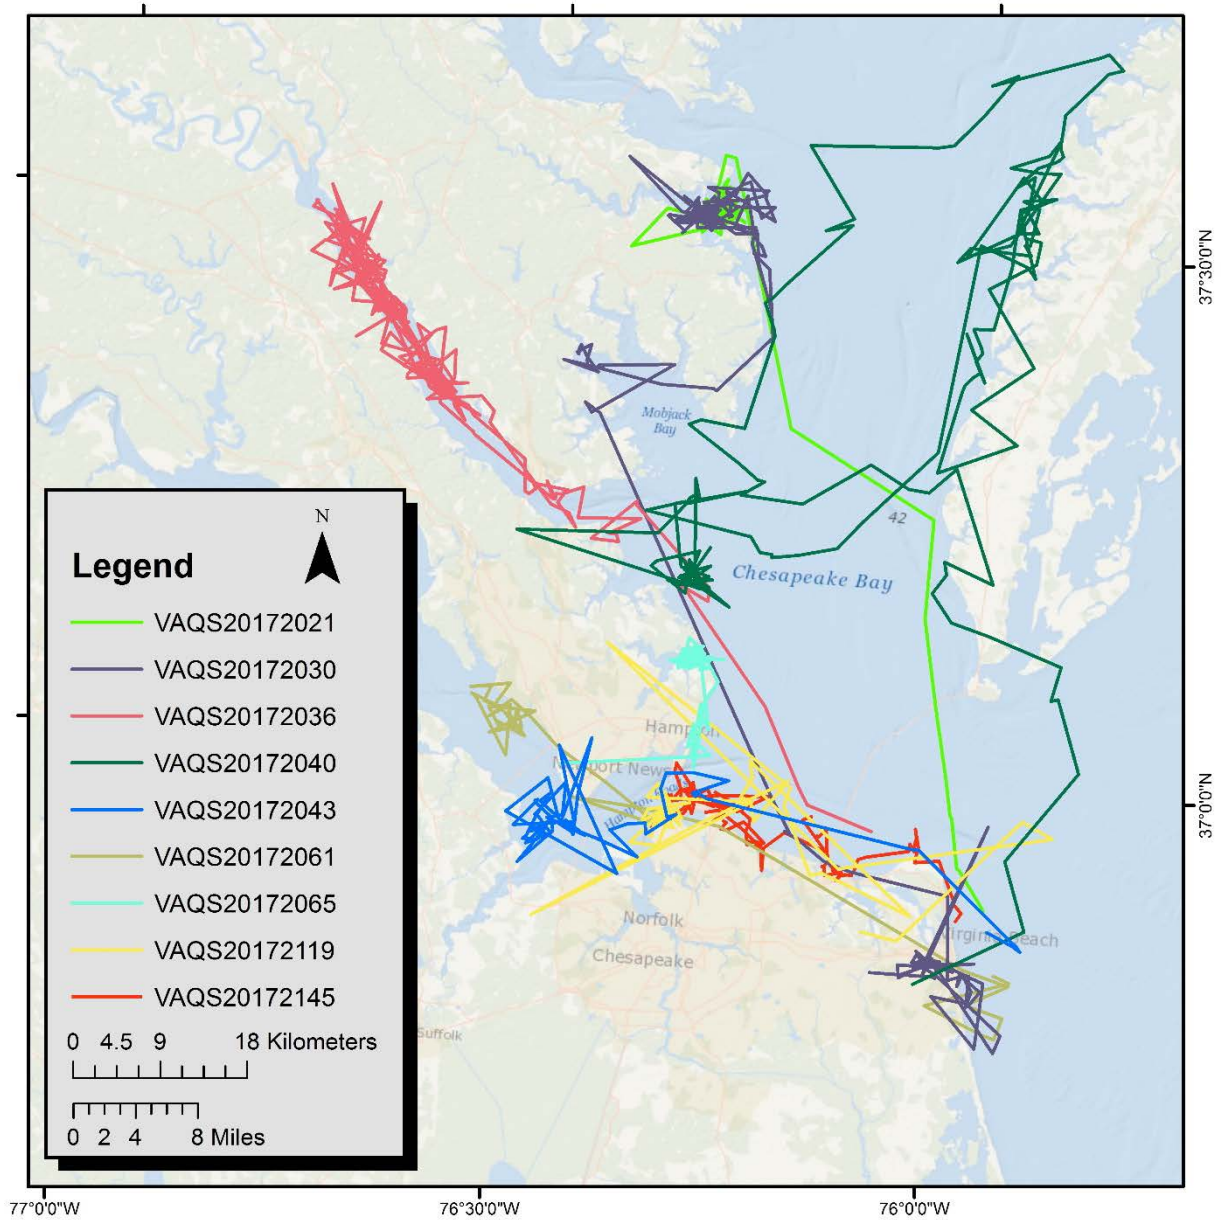 37°30'0"N
Mobjack
Bay
42
Chesapeake Bay
Hampton
Newport News
Hampton Roads
37°0'0"N
Norfolk
Virginia Beach
Chesapeake
Suffolk
N
Legend
VAQS20172021
VAQS20172030
VAQS20172036
VAQS20172040
VAQS20172043
VAQS20172061
VAQS20172065
VAQS20172119
VAQS20172145
0 4.5 9 18 Kilometers
0 2 4 8 Miles
77°0'0"W 76°30'0"W 76°0'0"W